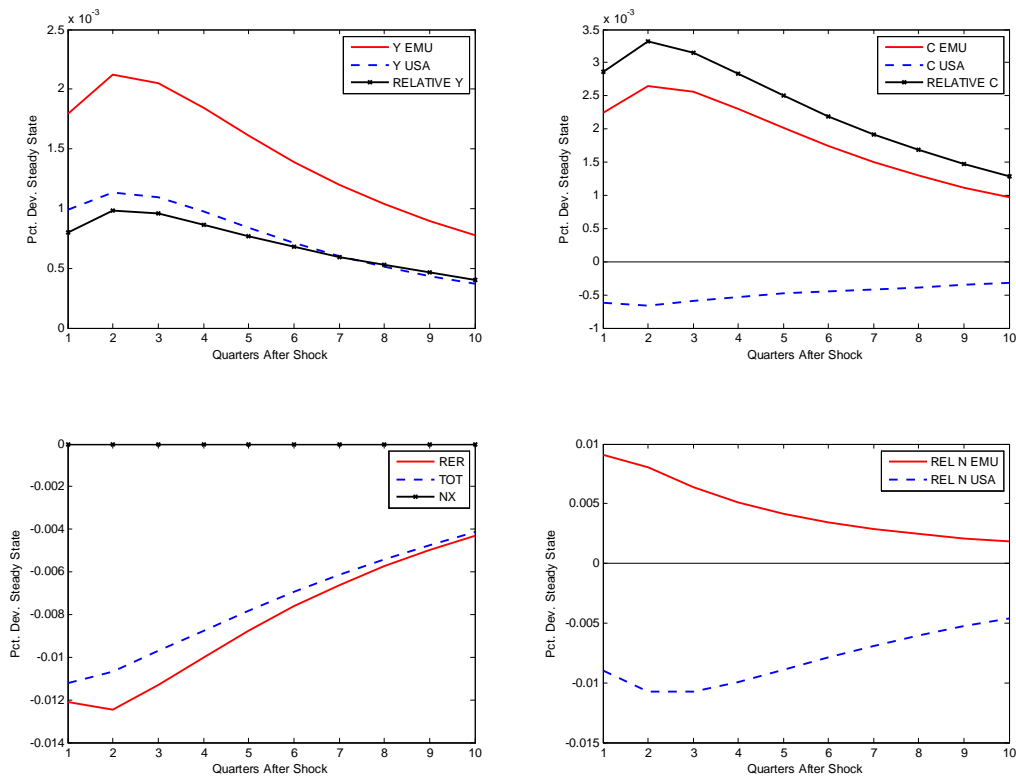 x 10^-3
2.5
2
1.5
1
0.5
0
Pct. Dev. Steady State
Y EMU
Y USA
RELATIVE Y
1 2 3 4 5 6 7 8 9 10
Quarters After Shock
x 10^-3
3.5
3
2.5
2
1.5
1
0.5
0
-0.5
-1
Pct. Dev. Steady State
C EMU
C USA
RELATIVE C
1 2 3 4 5 6 7 8 9 10
Quarters After Shock
0
-0.002
-0.004
-0.006
-0.008
-0.01
-0.012
-0.014
Pct. Dev. Steady State
RER
TOT
NX
1 2 3 4 5 6 7 8 9 10
Quarters After Shock
0.01
0.005
0
-0.005
-0.01
-0.015
Pct. Dev. Steady State
REL N EMU
REL N USA
1 2 3 4 5 6 7 8 9 10
Quarters After Shock